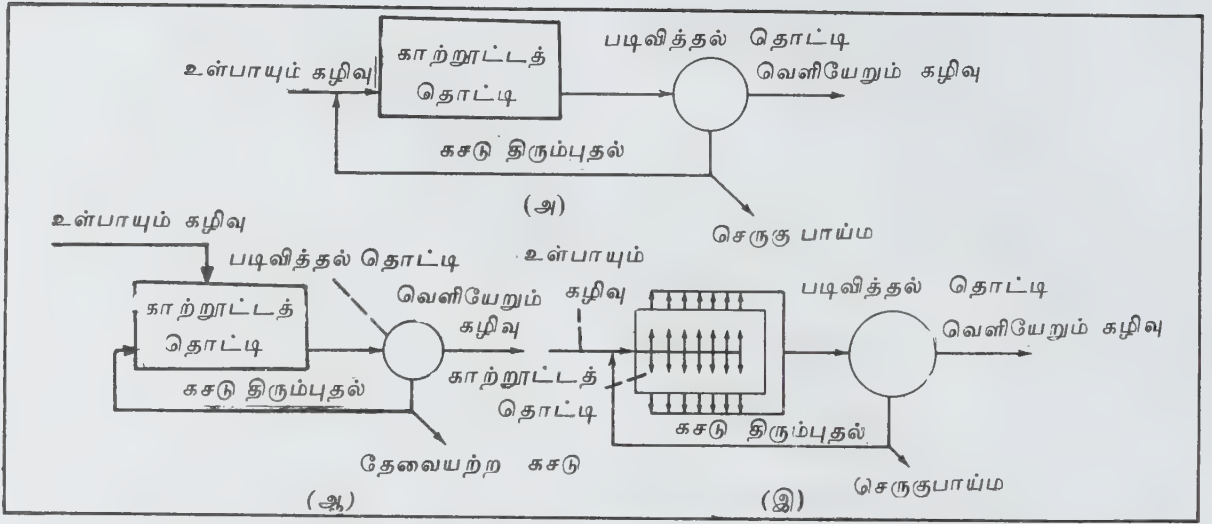 படிவித்தல் தொட்டி
காற்றூட்டத்
தொட்டி
உள்பாயும் கழிவு
வெளியேறும் கழிவு
கசடு திரும்புதல்
(அ)
செருகு பாய்ம
உள்பாயும் கழிவு
படிவித்தல் தொட்டி
காற்றூட்டத்
தொட்டி
வெளியேறும்
கழிவு
கசடு திரும்புதல்
தேவையற்ற கசடு
(ஆ)
உள்பாயும்
கழிவு
படிவித்தல் தொட்டி
வெளியேறும் கழிவு
காற்றூட்டத்
தொட்டி
கசடு திரும்புதல்
செருகுபாய்ம
(இ)